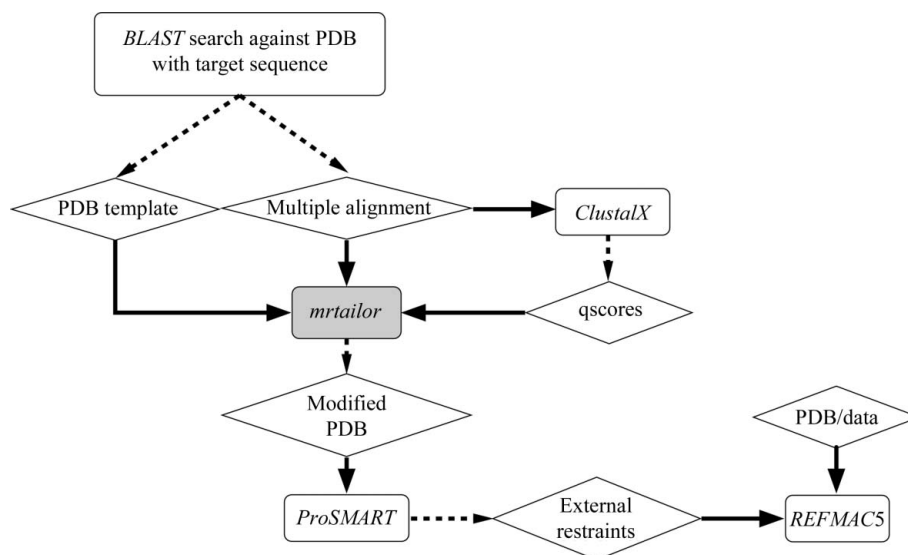 BLAST search against PDB
with target sequence
PDB template
Multiple alignment
ClustalX
mrtailor
qscores
Modified
PDB
PDB/data
ProSMART
External
restraints
REFMAC5